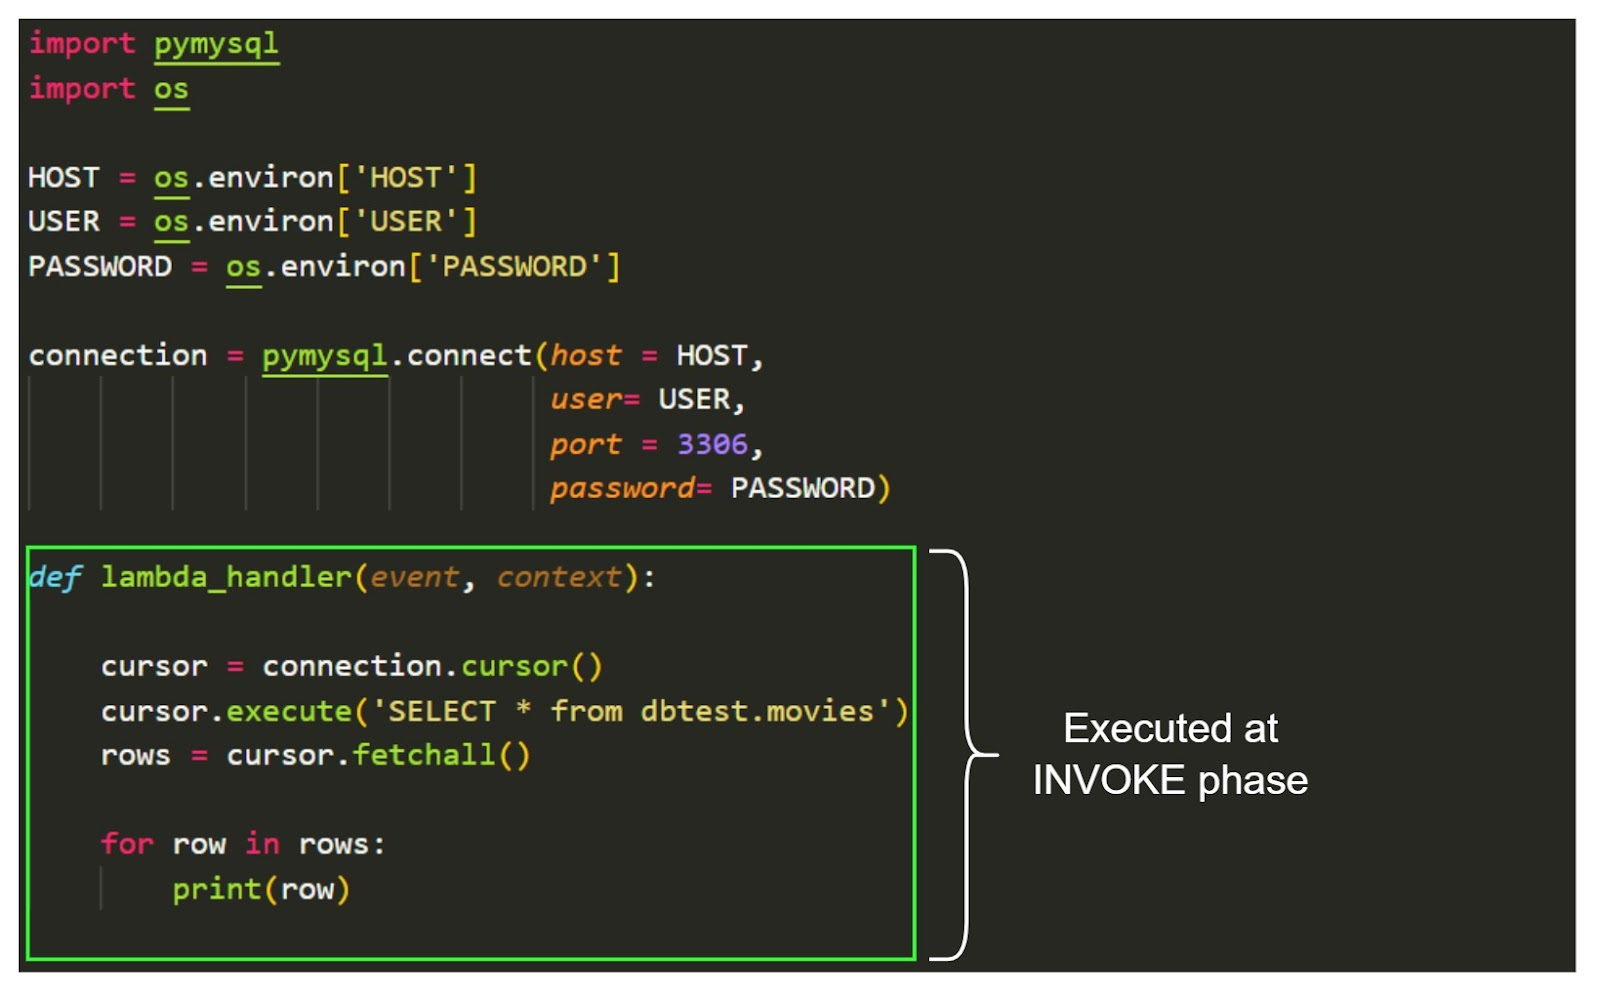 import pymysql
import os
HOST = os.environ['HOST']
USER = os.environ['USER']
PASSWORD = os.environ['PASSWORD']
connection = pymysql.connect(host = HOST,
user= USER,
port = 3306,
password= PASSWORD)
def lambda_handler(event, context):
cursor = connection.cursor()
cursor.execute('SELECT * from dbtest.movies')
rows = cursor.fetchall()
for row in rows:
print(row)
Executed at
INVOKE phase